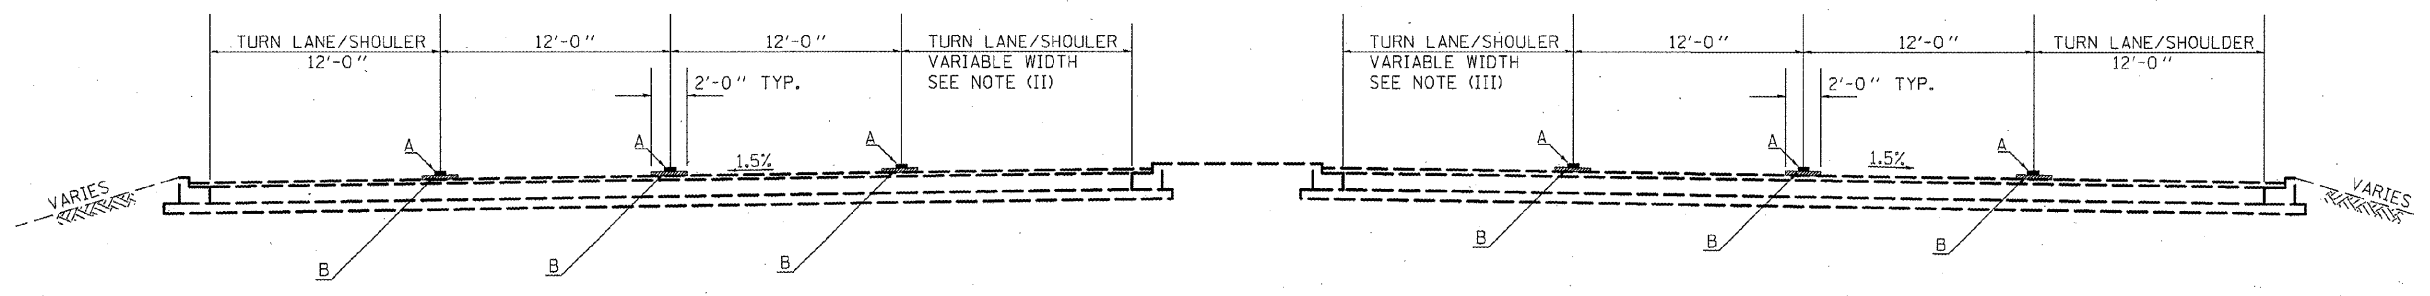 TURN LANE/SHOULER
12'-0"
12'-0"
12'-0"
TURN LANE/SHOULER
VARIABLE WIDTH
SEE NOTE (II)
2'-0" TYP.
A
A
A
1.5%
VARIES
B
B
B
TURN LANE/SHOULER
VARIABLE WIDTH
SEE NOTE (III)
12'-0"
12'-0"
TURN LANE/SHOULDER
12'-0"
2'-0" TYP.
A
A
A
1.5%
VARIES
B
B
B